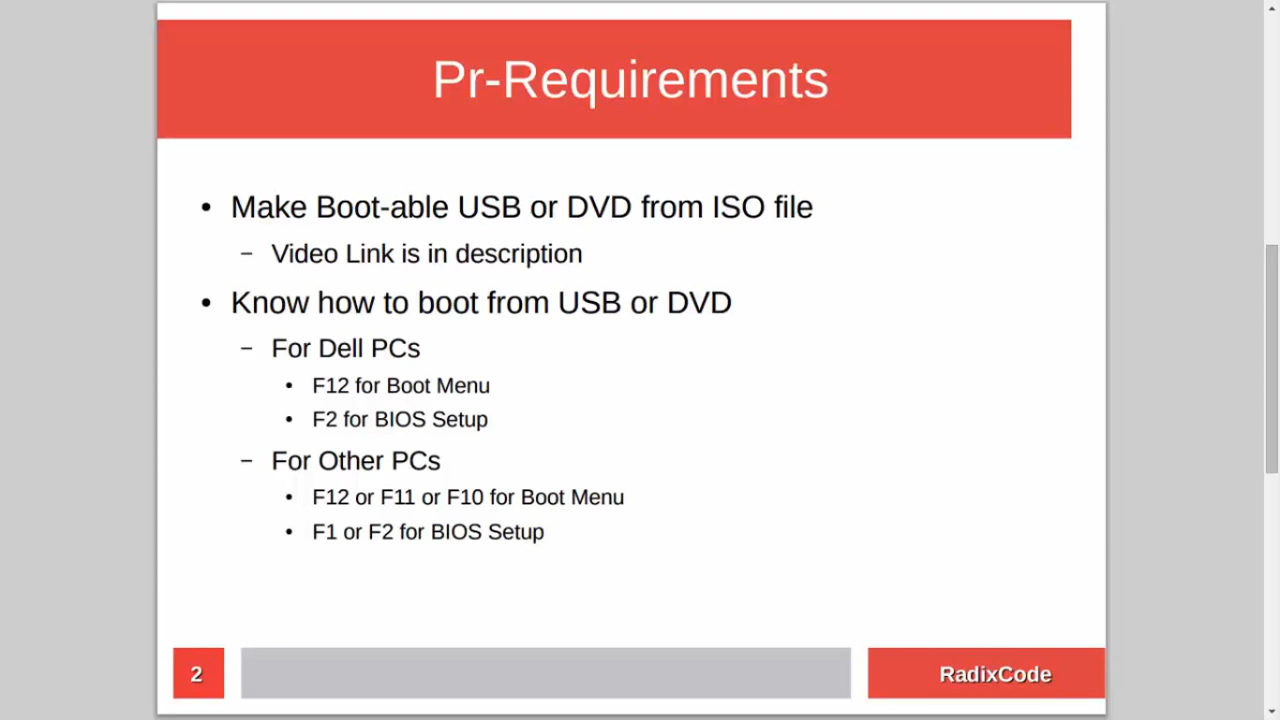 Pr-Requirements
• Make Boot-able USB or DVD from ISO file
– Video Link is in description
• Know how to boot from USB or DVD
– For Dell PCs
• F12 for Boot Menu
• F2 for BIOS Setup
– For Other PCs
• F12 or F11 or F10 for Boot Menu
• F1 or F2 for BIOS Setup
2
RadixCode